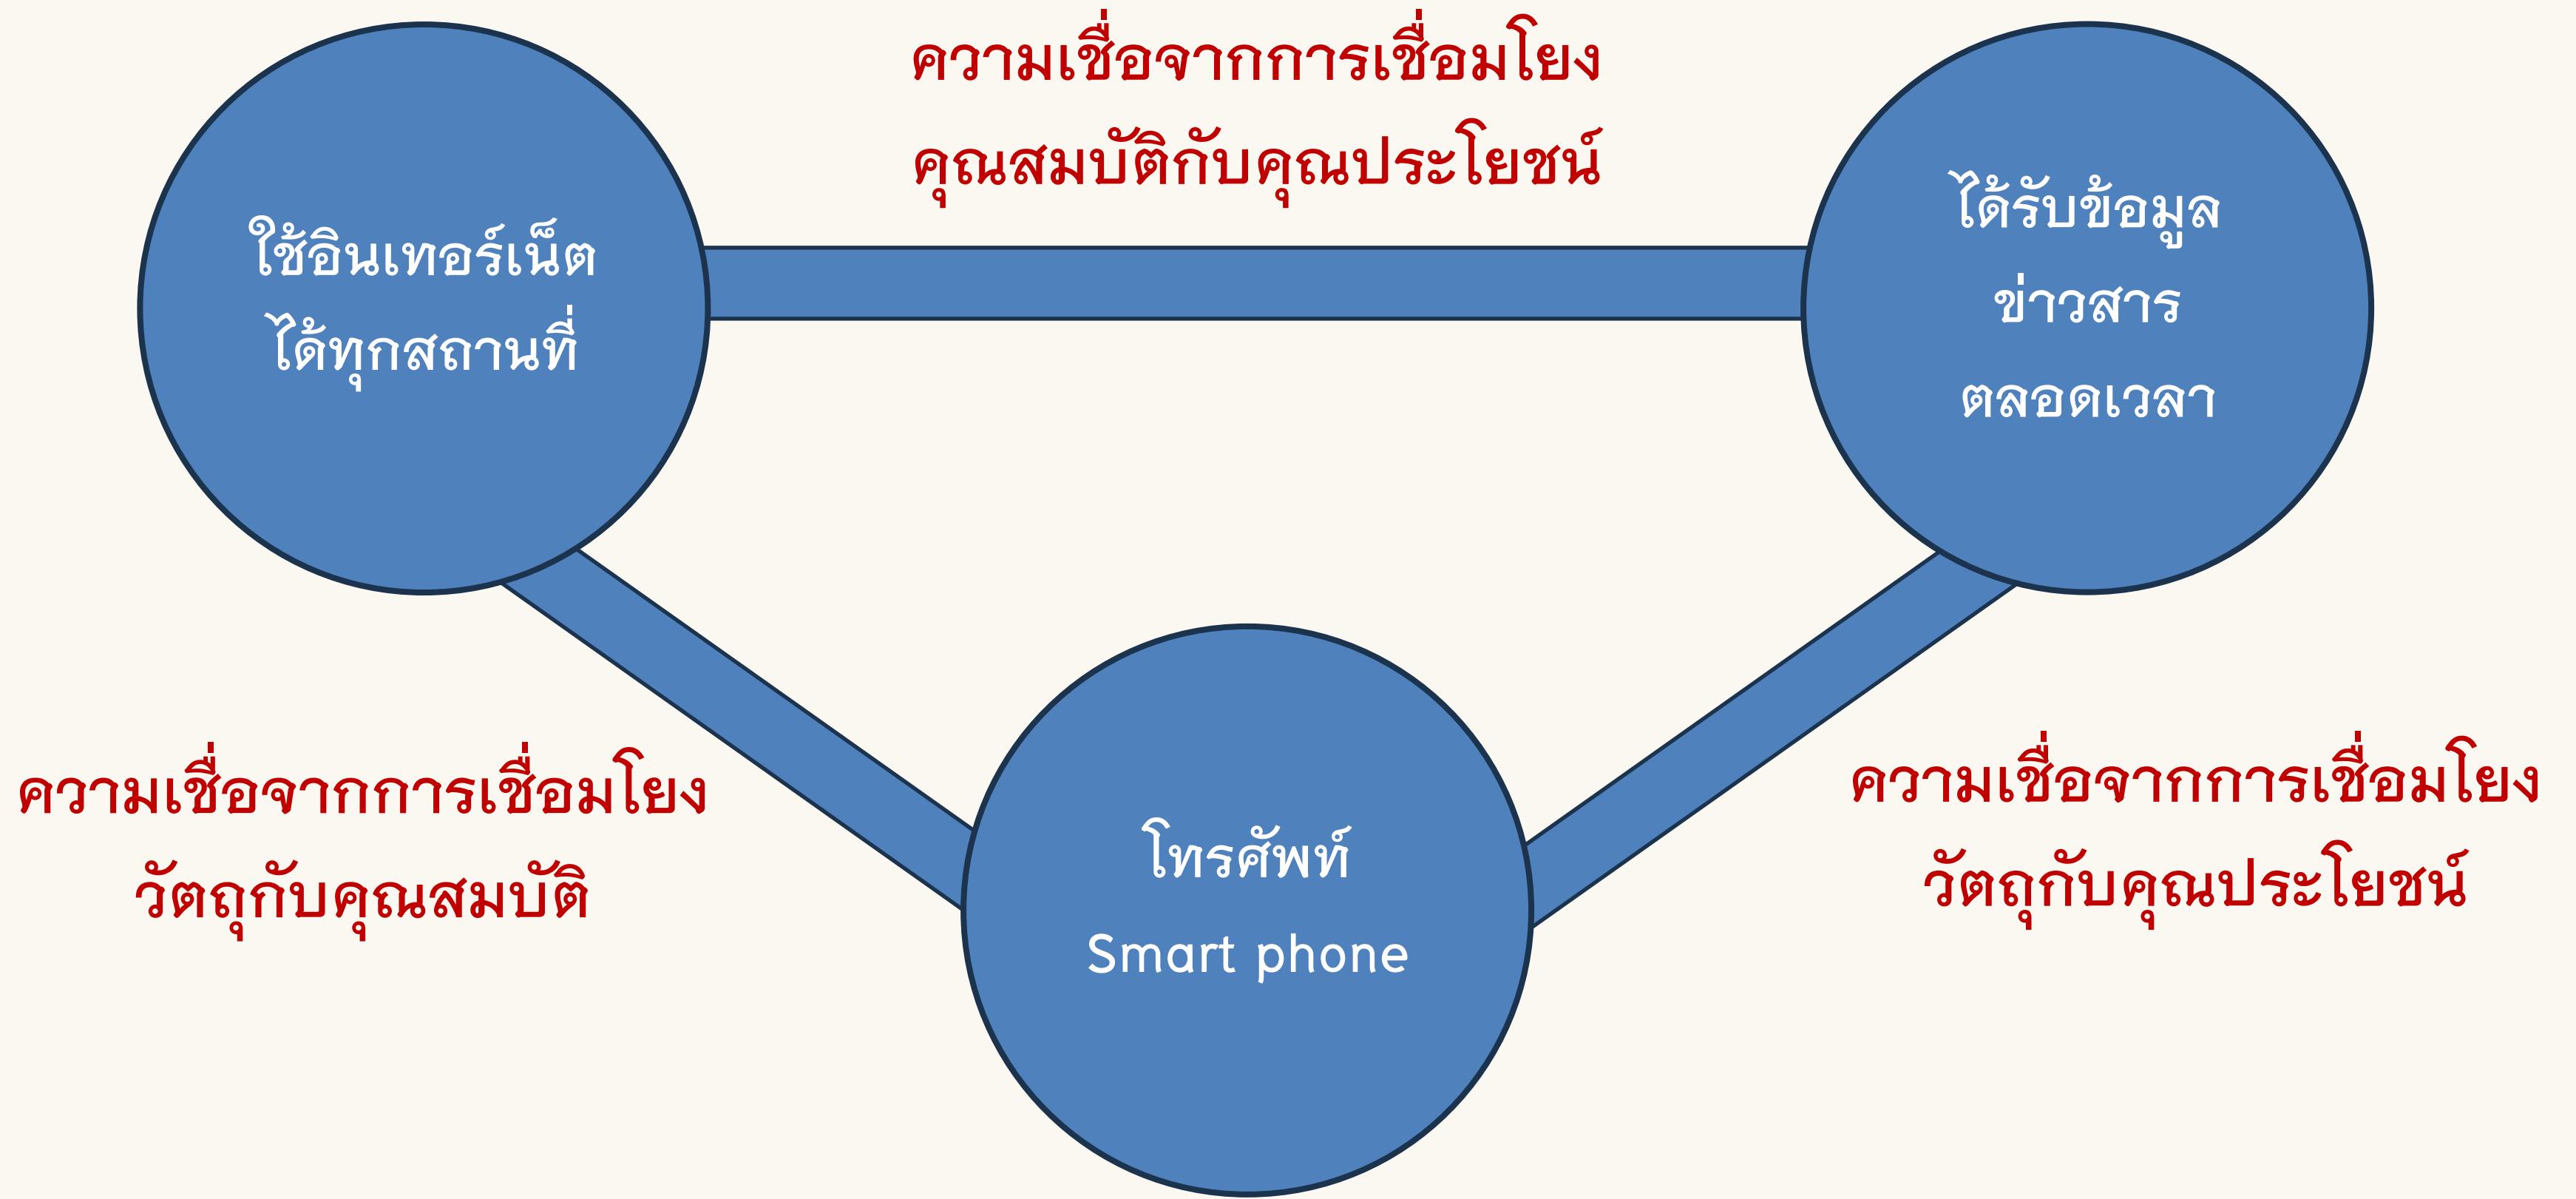 ความเชื่อจากการเชื่อมโยง
คุณสมบัติกับคุณประโยชน์
ใช้อินเทอร์เน็ต
ได้ทุกสถานที่
ได้รับข้อมูล
ข่าวสาร
ตลอดเวลา
ความเชื่อจากการเชื่อมโยง
วัตถุกับคุณสมบัติ
โทรศัพท์
Smart phone
ความเชื่อจากการเชื่อมโยง
วัตถุกับคุณประโยชน์